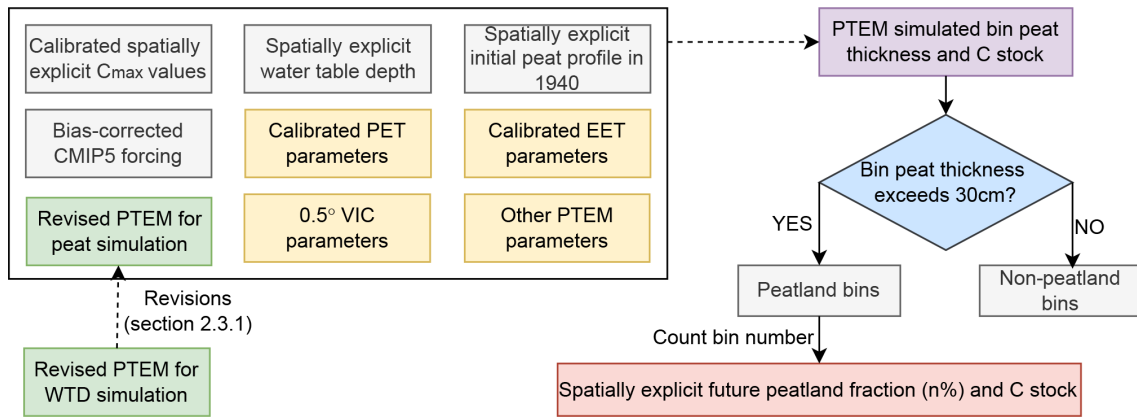 Calibrated spatially
explicit Cmax values
Spatially explicit
water table depth
Spatially explicit
initial peat profile in
1940
Bias-corrected
CMIP5 forcing
Calibrated PET
parameters
Calibrated EET
parameters
Revised PTEM for
peat simulation
0.5° VIC
parameters
Other PTEM
parameters
Revisions
(section 2.3.1)
Revised PTEM for
WTD simulation
PTEM simulated bin peat
thickness and C stock
Bin peat thickness
exceeds 30cm?
YES
NO
Peatland bins
Non-peatland
bins
Count bin number
Spatially explicit future peatland fraction (n%) and C stock